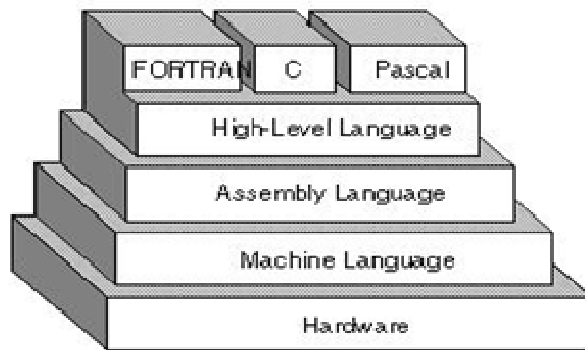 FORTRAN C Pascal
High-Level Language
Assembly Language
Machine Language
Hardware